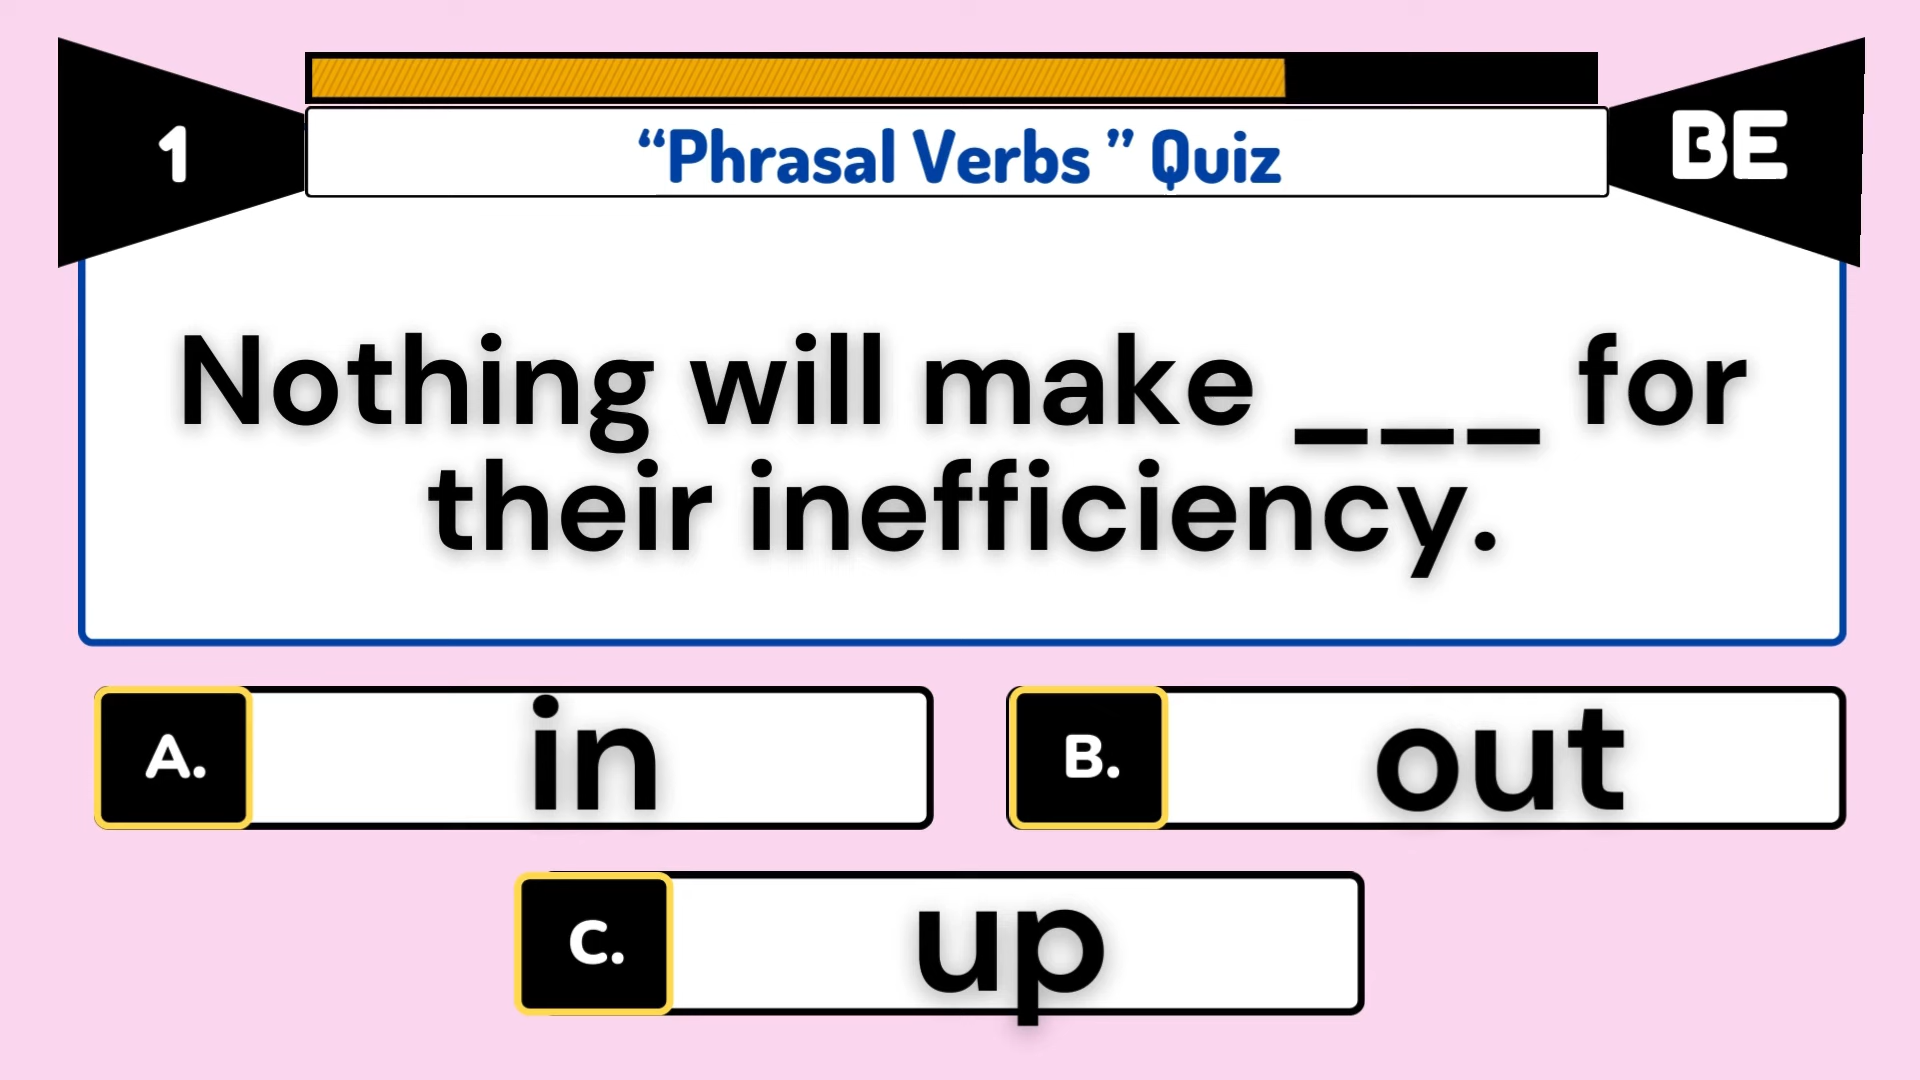 1
“Phrasal Verbs ” Quiz
BE
Nothing will make ___ for
their inefficiency.
A. in
B. out
C. up